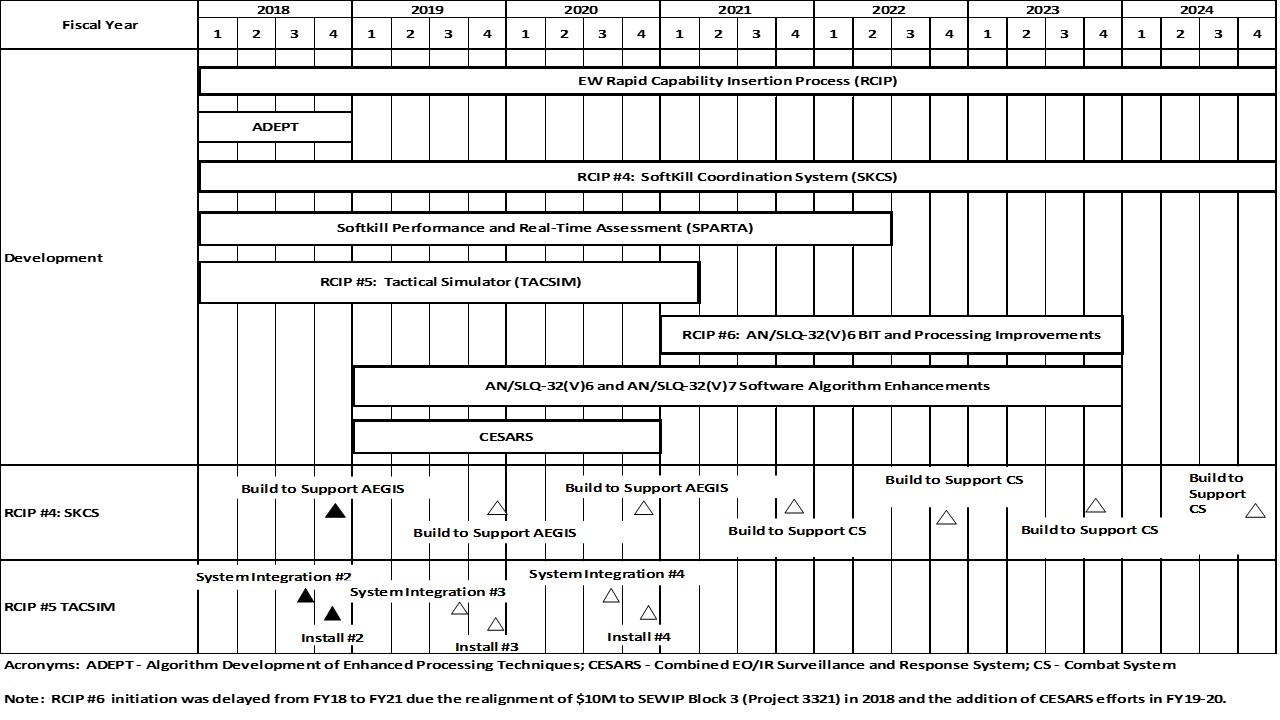 Fiscal Year
2018 2019 2020 2021 2022 2023 2024
1 2 3 4 1 2 3 4 1 2 3 4 1 2 3 4 1 2 3 4 1 2 3 4 1 2 3 4
Development
EW Rapid Capability Insertion Process (RCIP)
ADEPT
RCIP #4: SoftKill Coordination System (SKCS)
Softkill Performance and Real-Time Assessment (SPARTA)
RCIP #5: Tactical Simulator (TACSIM)
RCIP #6: AN/SLQ-32(V)6 BIT and Processing Improvements
AN/SLQ-32(V)6 and AN/SLQ-32(V)7 Software Algorithm Enhancements
CESARS
RCIP #4: SKCS
Build to Support AEGIS
Build to Support AEGIS
Build to Support AEGIS
Build to Support CS
Build to Support CS
Build to Support CS
Build to
Support
CS
RCIP #5 TACSIM
System Integration #2
Install #2
System Integration #3
Install #3
System Integration #4
Install #4
Acronyms: ADEPT - Algorithm Development of Enhanced Processing Techniques; CESARS - Combined EO/IR Surveillance and Response System; CS - Combat System
Note: RCIP #6 initiation was delayed from FY18 to FY21 due the realignment of $10M to SEWIP Block 3 (Project 3321) in 2018 and the addition of CESARS efforts in FY19-20.